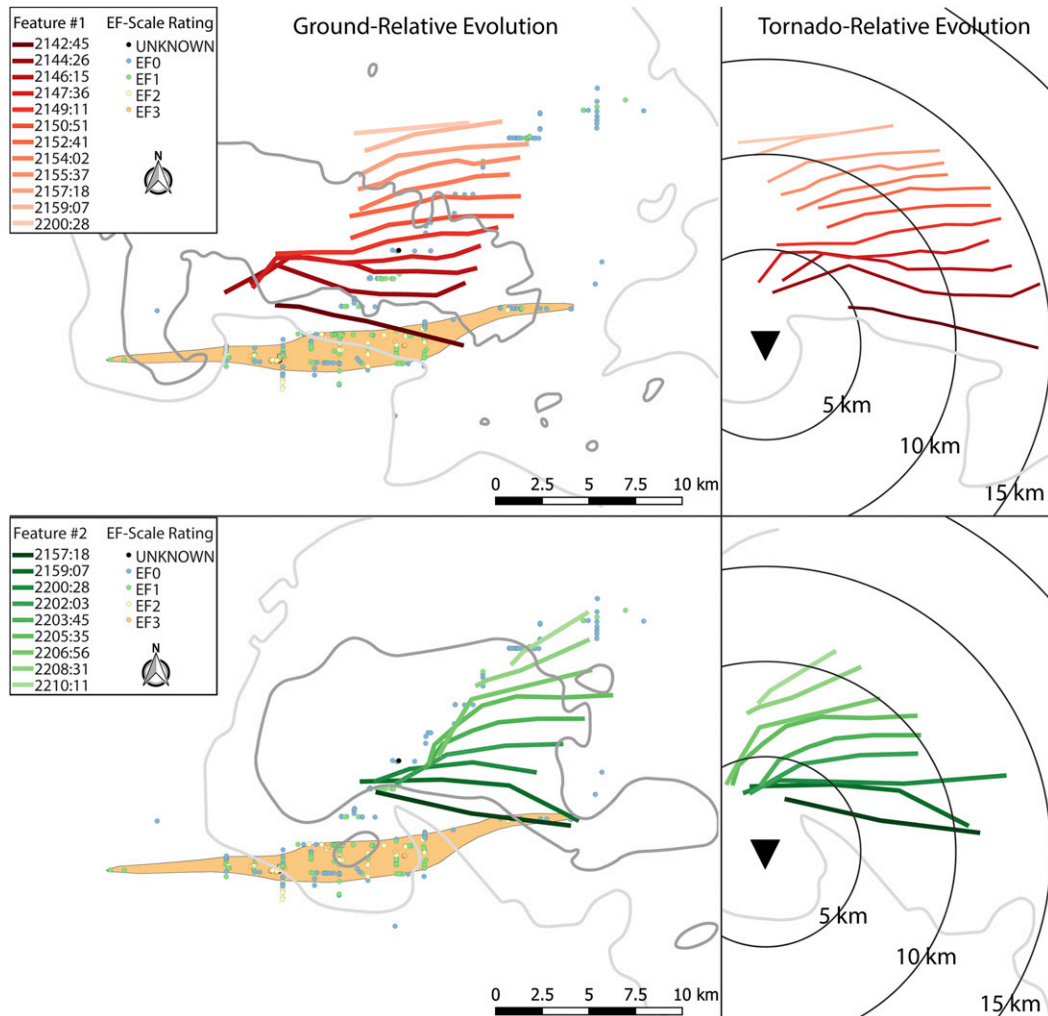 Feature #1
EF-Scale Rating
Ground-Relative Evolution
Tornado-Relative Evolution
2142:45
2144:26
2146:15
2147:36
2149:11
2150:51
2152:41
2154:02
2155:37
2157:18
2159:07
2200:28
UNKNOWN
EF0
EF1
EF2
EF3
N
5 km
10 km
15 km
0 2.5 5 7.5 10 km
Feature #2
EF-Scale Rating
2157:18
2159:07
2200:28
2202:03
2203:45
2205:35
2206:56
2208:31
2210:11
UNKNOWN
EF0
EF1
EF2
EF3
N
5 km
10 km
15 km
0 2.5 5 7.5 10 km